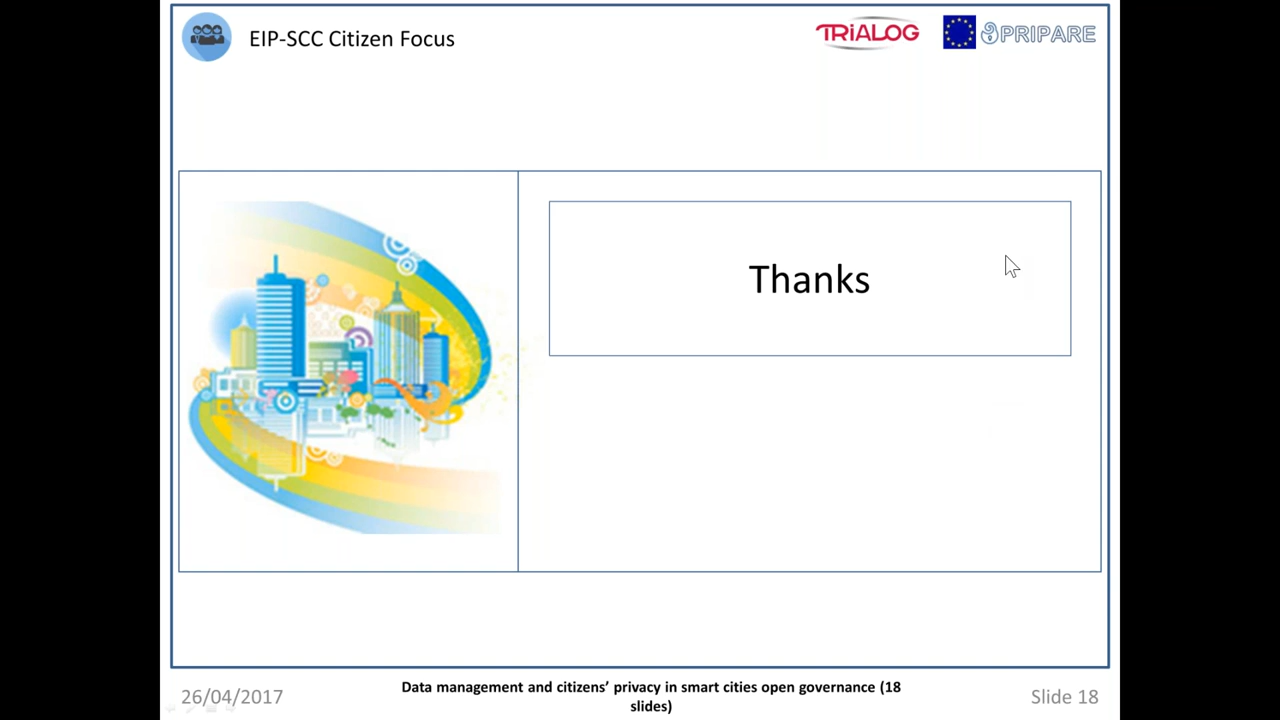 EIP-SCC Citizen Focus
TRiALOG
PRIPARE
Thanks
26/04/2017
Data management and citizens’ privacy in smart cities open governance (18
slides)
Slide 18